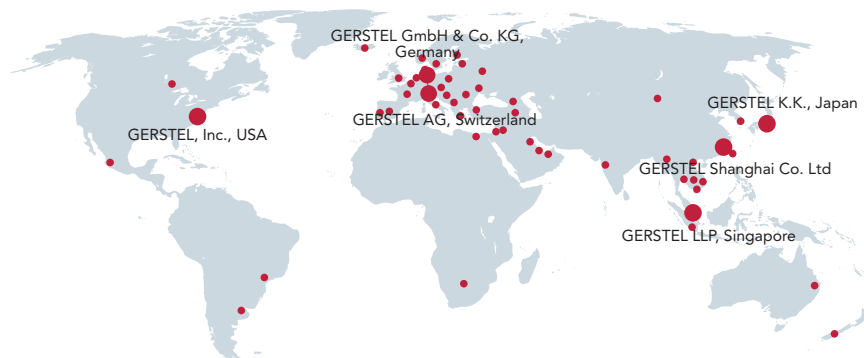 GERSTEL GmbH & Co. KG,
Germany
GERSTEL K.K., Japan
GERSTEL AG, Switzerland
GERSTEL, Inc., USA
GERSTEL Shanghai Co. Ltd
GERSTEL LLP, Singapore